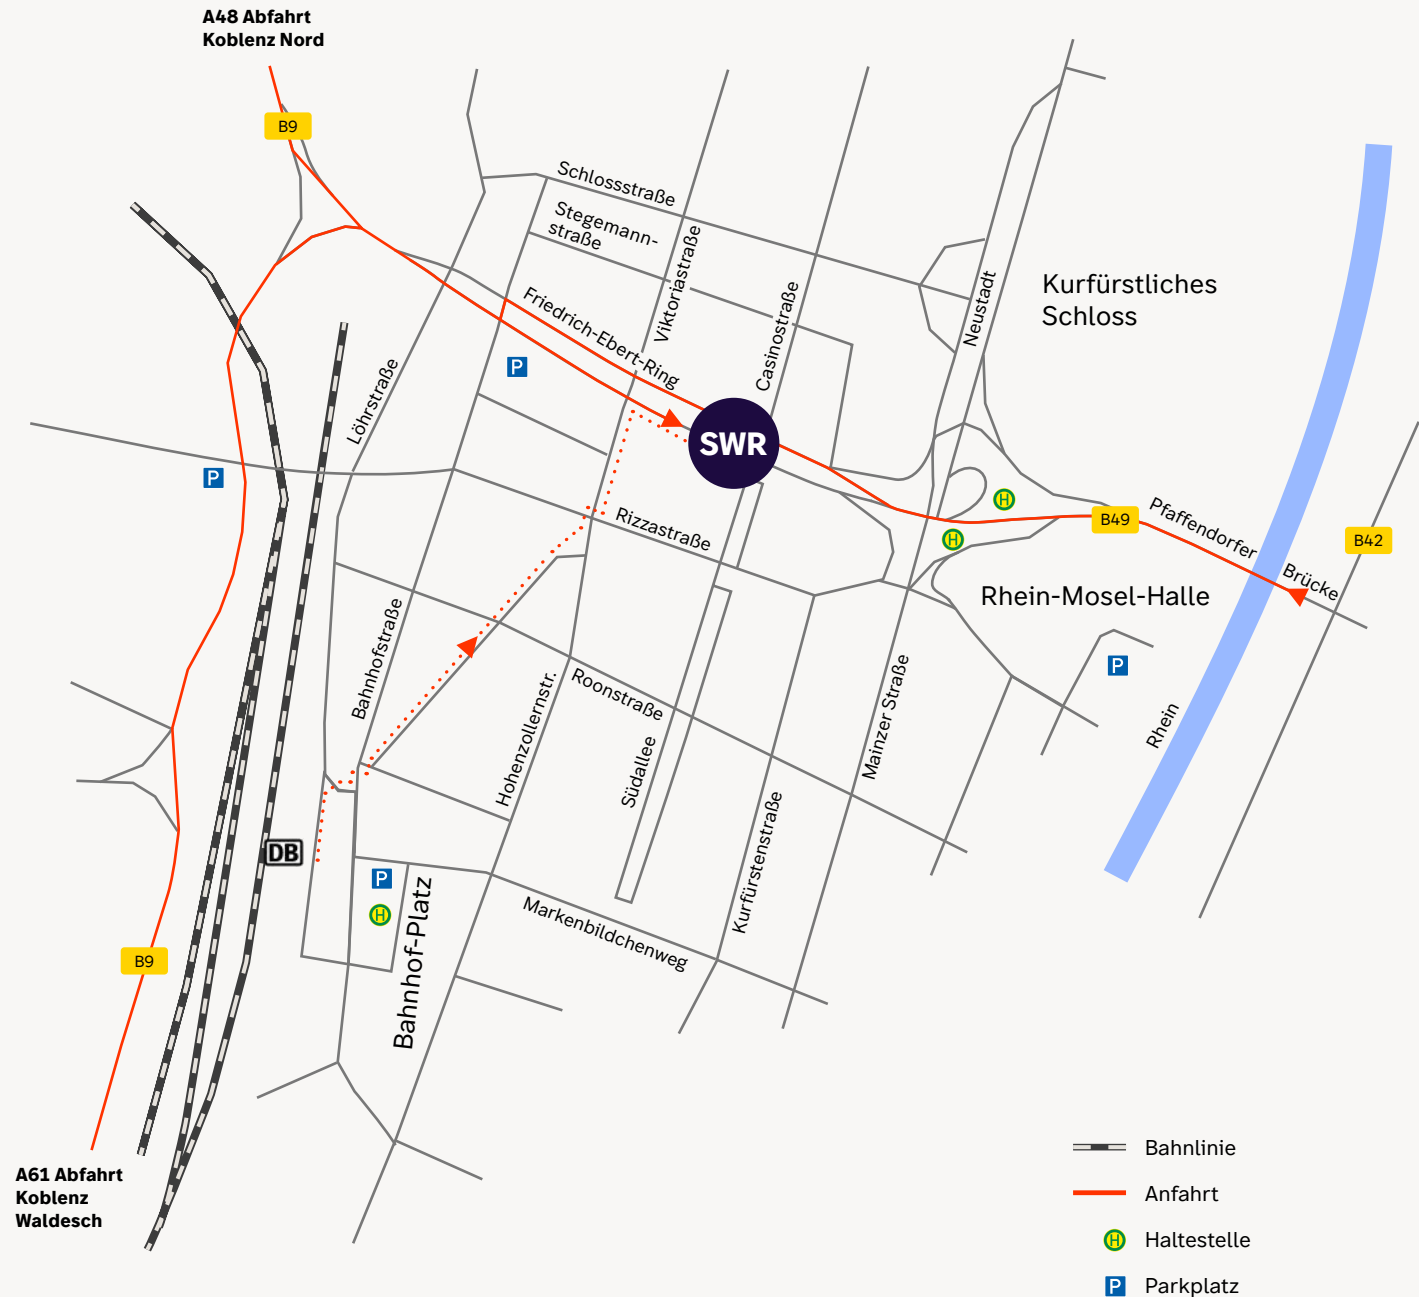 A48 Abfahrt
Koblenz Nord
B9
Schlossstraße
Stegemann-
straße
Viktoriastraße
Casinostraße
Neustadt
Kurfürstliches
Schloss
Friedrich-Ebert-Ring
P
Löhrstraße
SWR
P
H
H
B49
Pfaffendorfer
Brücke
B42
Rizzastraße
Rhein-Mosel-Halle
Bahnhofstraße
Roonstraße
Hohenzollernstr.
Südallee
Mainzer Straße
P
Rhein
Kurfürstenstraße
DB
P
H
Bahnhof-Platz
Markenbildchenweg
B9
A61 Abfahrt
Koblenz
Waldesch
Bahnlinie
Anfahrt
H Haltestelle
P Parkplatz